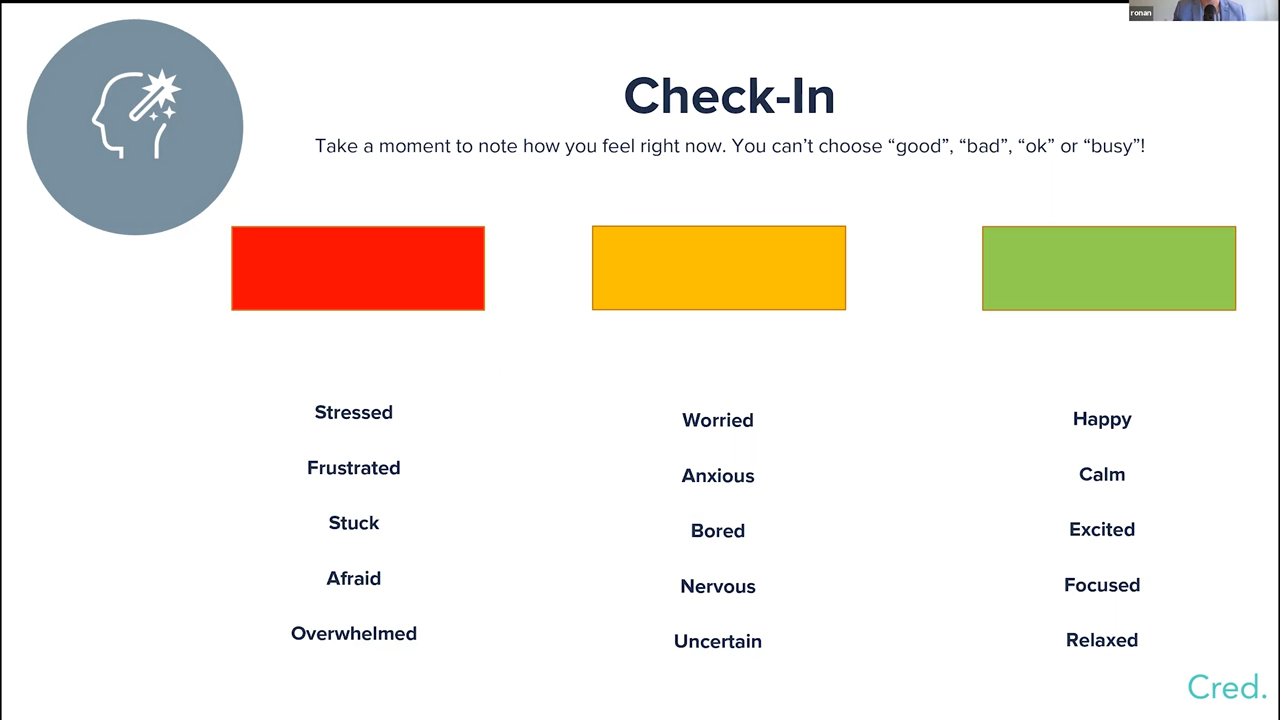 ronan
Check-In
Take a moment to note how you feel right now. You can’t choose “good”, “bad”, “ok” or “busy”!
Stressed
Frustrated
Stuck
Afraid
Overwhelmed
Worried
Anxious
Bored
Nervous
Uncertain
Happy
Calm
Excited
Focused
Relaxed
Cred.